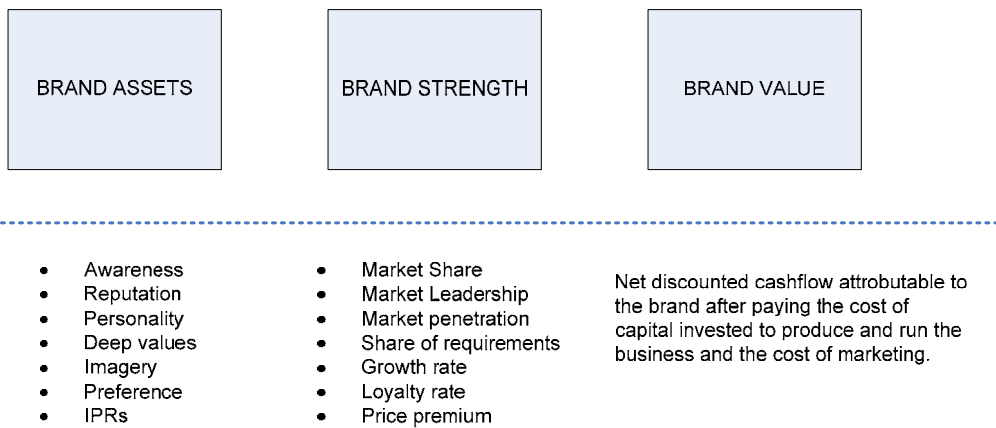 BRAND ASSETS
BRAND STRENGTH
BRAND VALUE
• Awareness
• Reputation
• Personality
• Deep values
• Imagery
• Preference
• IPRs
• Market Share
• Market Leadership
• Market penetration
• Share of requirements
• Growth rate
• Loyalty rate
• Price premium
Net discounted cashflow attrobutable to
the brand after paying the cost of
capital invested to produce and run the
business and the cost of marketing.